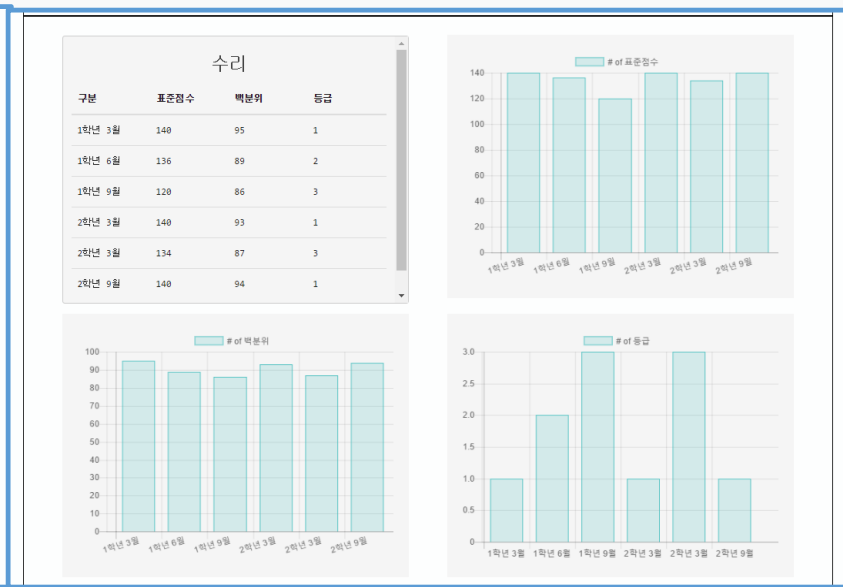 수리
구분 표준점수 백분위 등급
1학년 3월 140 95 1
1학년 6월 136 89 2
1학년 9월 120 86 3
2학년 3월 140 93 1
2학년 3월 134 87 3
2학년 9월 140 94 1
# of 표준점수
140
120
100
80
60
40
20
0
1학년 3월 1학년 6월 1학년 9월 2학년 3월 2학년 3월 2학년 9월
# of 백분위
100
90
80
70
60
50
40
30
20
10
0
1학년 3월 1학년 6월 1학년 9월 2학년 3월 2학년 3월 2학년 9월
# of 등급
3.0
2.5
2.0
1.5
1.0
0.5
0
1학년 3월 1학년 6월 1학년 9월 2학년 3월 2학년 3월 2학년 9월